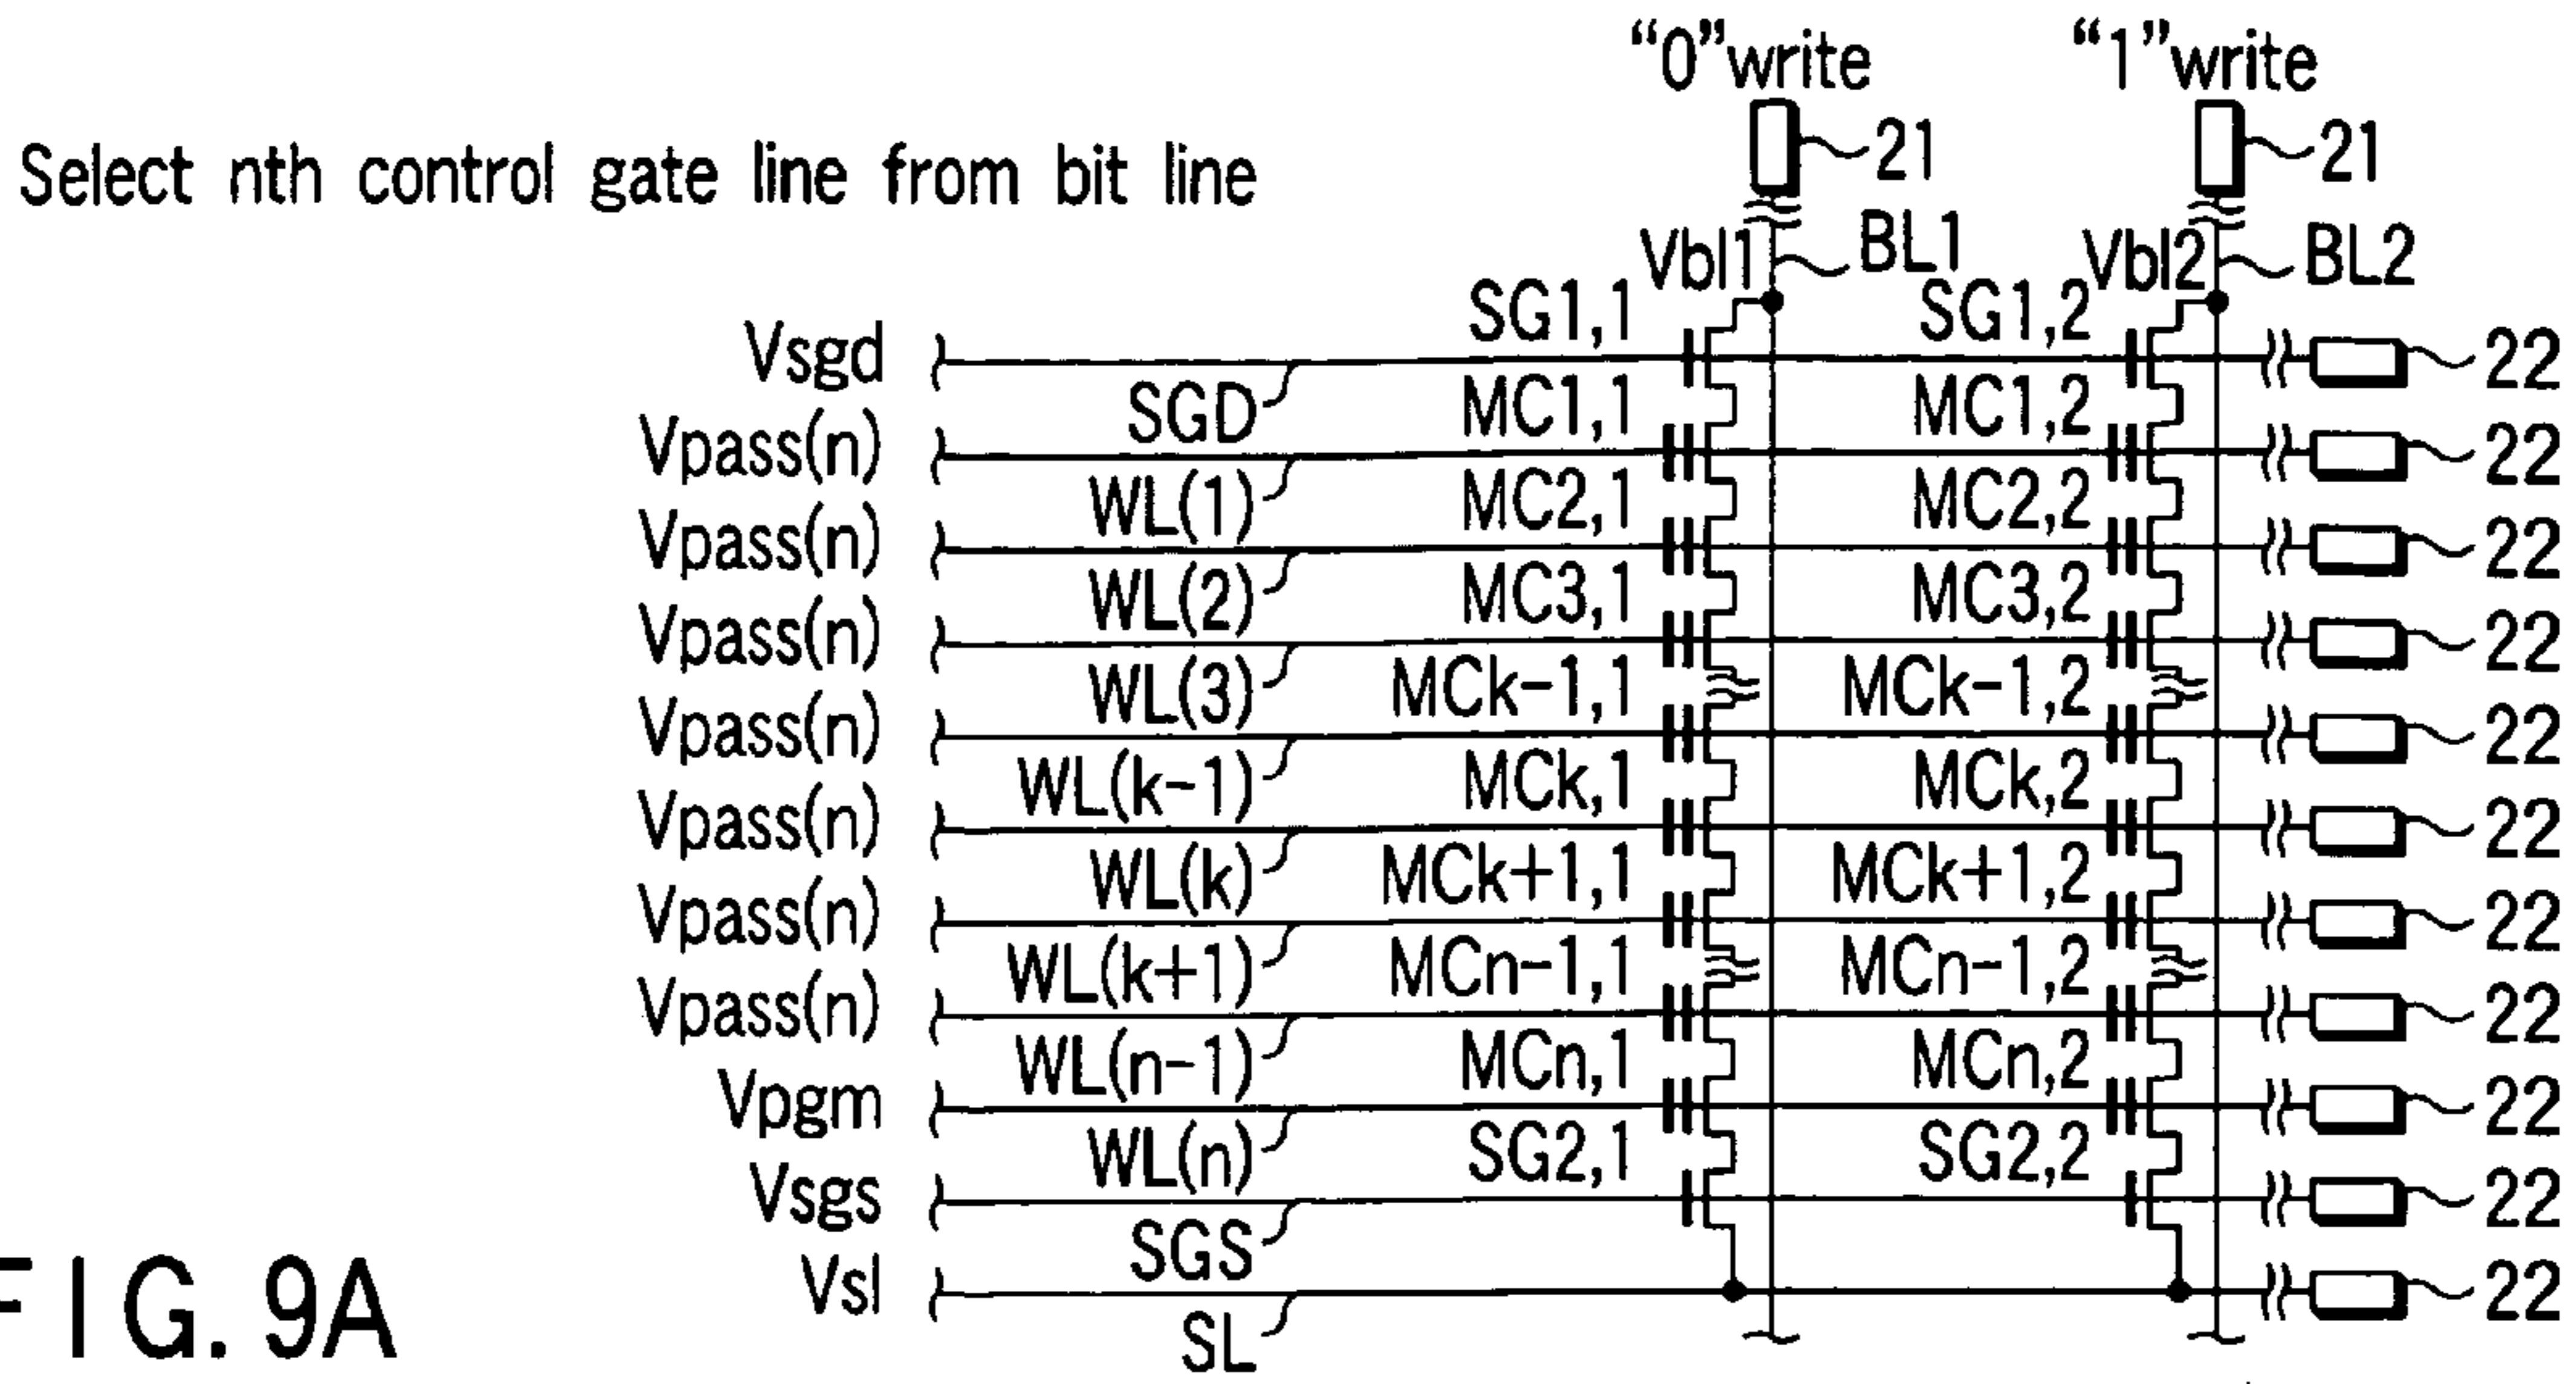 "0"write "1"write
21 21
Select nth control gate line from bit line
Vbl1 BL1 Vbl2 BL2
SG1,1 SG1,2
Vsgd 22
SGD MC1,1 MC1,2
Vpass(n) 22
WL(1) MC2,1 MC2,2
Vpass(n) 22
WL(2) MC3,1 MC3,2
Vpass(n) 22
WL(3) MCk-1,1 MCk-1,2
Vpass(n) 22
WL(k-1) MCk,1 MCk,2
Vpass(n) 22
WL(k) MCk+1,1 MCk+1,2
Vpass(n) 22
WL(k+1) MCn-1,1 MCn-1,2
Vpass(n) 22
WL(n-1) MCn,1 MCn,2
Vpgm 22
WL(n) SG2,1 SG2,2
Vsgs 22
SGS
Vsl 22
SL
FIG. 9A